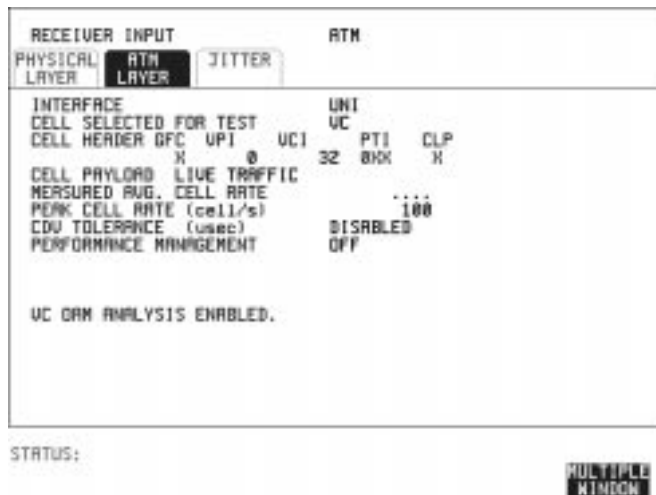 RECEIVER INPUT ATM
PHYSICAL LAYER ATM LAYER JITTER
INTERFACE UNI
CELL SELECTED FOR TEST VC
CELL HEADER GFC VPI VCI PTI CLP
X 0 32 0XX X
CELL PAYLOAD LIVE TRAFFIC
MEASURED AVG. CELL RATE ....
PEAK CELL RATE (cell/s) 100
CDV TOLERANCE (usec) DISABLED
PERFORMANCE MANAGEMENT OFF
VC OAM ANALYSIS ENABLED.
STATUS:
MULTIPLE
WINDOW